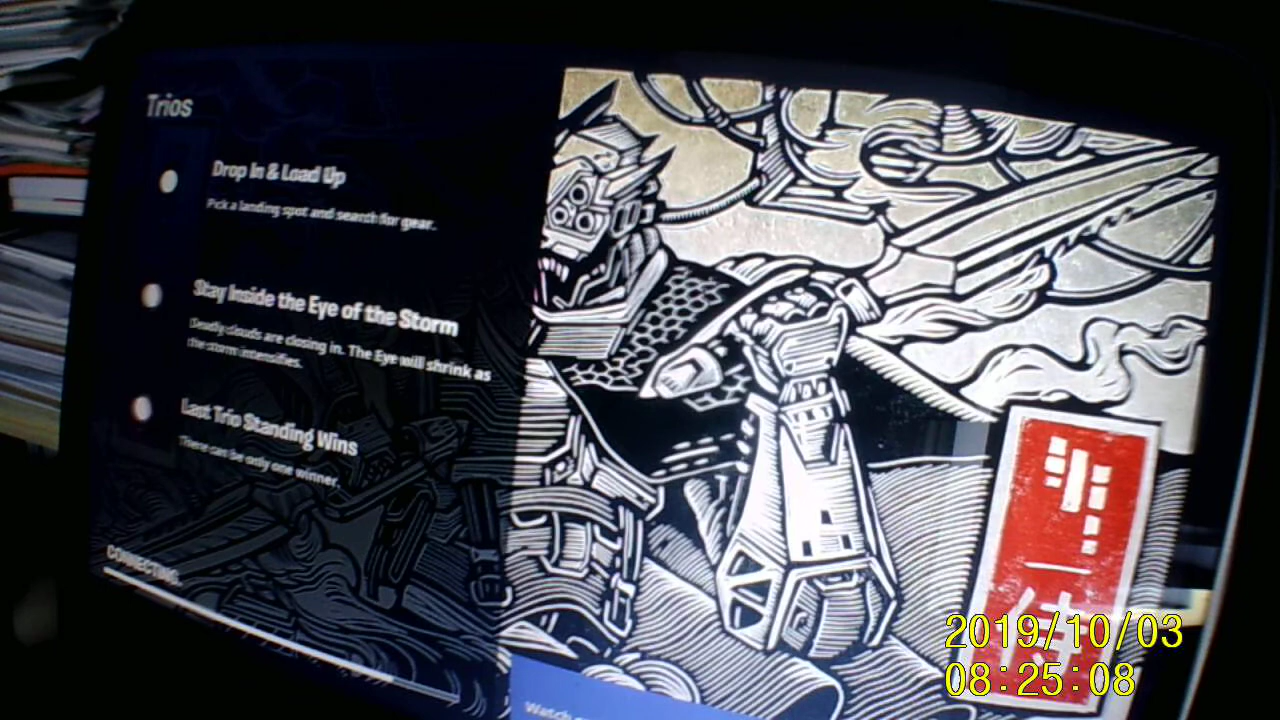 Trios
Drop In & Load Up
Pick a landing spot and search for gear.
Stay Inside the Eye of the Storm
Deadly clouds are closing in. The Eye will shrink as
the storm intensifies.
Last Trio Standing Wins
There can be only one winner.
CONNECTING
Watch
2019/10/03
08:25:08